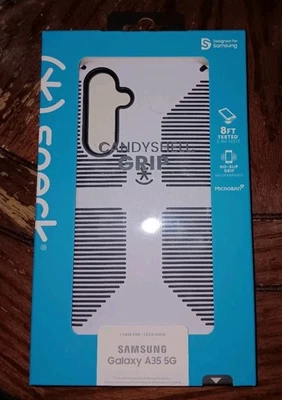 Designed for
Samsung
speck
CANDYSHELL
GRIP
8FT
TESTED
NO-SLIP
GRIP
MICROBAN
SAMSUNG
Galaxy A35 5G